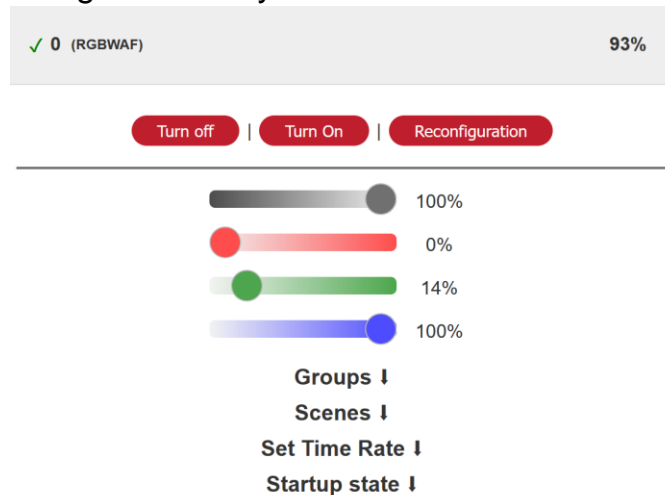 ✓ 0 (RGBWAF) 93%
Turn off | Turn On | Reconfiguration
100%
0%
14%
100%
Groups ⬇
Scenes ⬇
Set Time Rate ⬇
Startup state ⬇